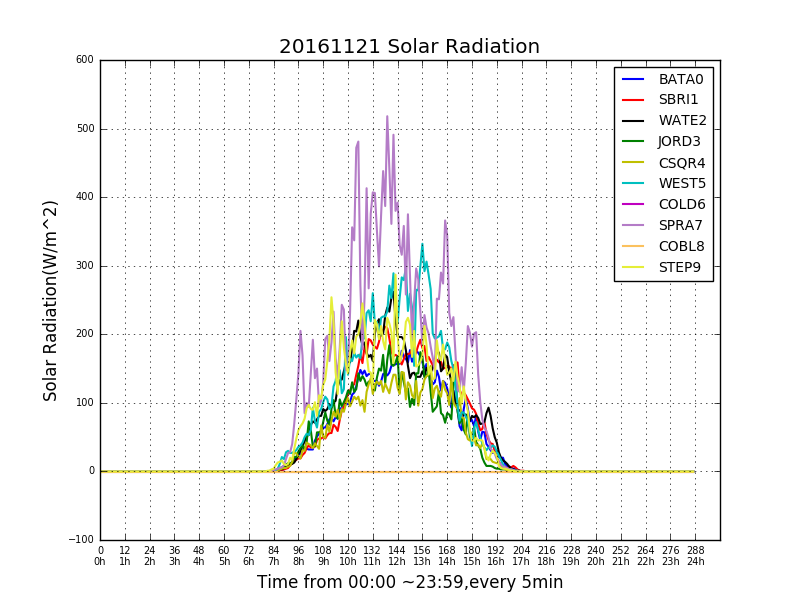 20161121 Solar Radiation
600
500
400
300
200
100
0
−100
Solar Radiation(W/m^2)
BATA0
SBRI1
WATE2
JORD3
CSQR4
WEST5
COLD6
SPRA7
COBL8
STEP9
0 12 24 36 48 60 72 84 96 108 120 132 144 156 168 180 192 204 216 228 240 252 264 276 288
0h 1h 2h 3h 4h 5h 6h 7h 8h 9h 10h 11h 12h 13h 14h 15h 16h 17h 18h 19h 20h 21h 22h 23h 24h
Time from 00:00 ~23:59,every 5min